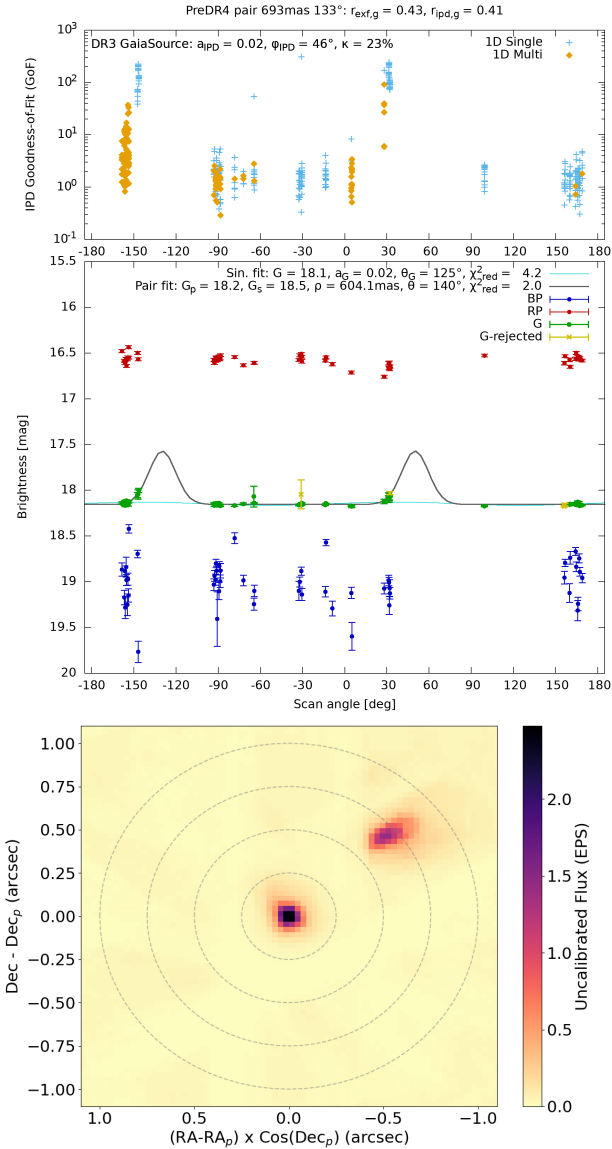 PreDR4 pair 693mas 133°: r_exf,g = 0.43, r_ipd,g = 0.41
DR3 GaiaSource: a_IPD = 0.02, φ_IPD = 46°, κ = 23%
1D Single
1D Multi
IPD Goodness-of-Fit (GoF)
10^3
10^2
10^1
10^0
10^-1
-180 -150 -120 -90 -60 -30 0 30 60 90 120 150 180
Sin. fit: G = 18.1, a_G = 0.02, θ_G = 125°, χ²_red = 4.2
Pair fit: G_p = 18.2, G_s = 18.5, ρ = 604.1mas, θ = 140°, χ²_red = 2.0
BP
RP
G
G-rejected
Brightness [mag]
15.5
16
16.5
17
17.5
18
18.5
19
19.5
20
-180 -150 -120 -90 -60 -30 0 30 60 90 120 150 180
Scan angle [deg]
Dec - Dec_p (arcsec)
1.00
0.75
0.50
0.25
0.00
−0.25
−0.50
−0.75
−1.00
1.0 0.5 0.0 −0.5 −1.0
(RA-RA_p) x Cos(Dec_p) (arcsec)
2.0
1.5
1.0
0.5
0.0
Uncalibrated Flux (EPS)